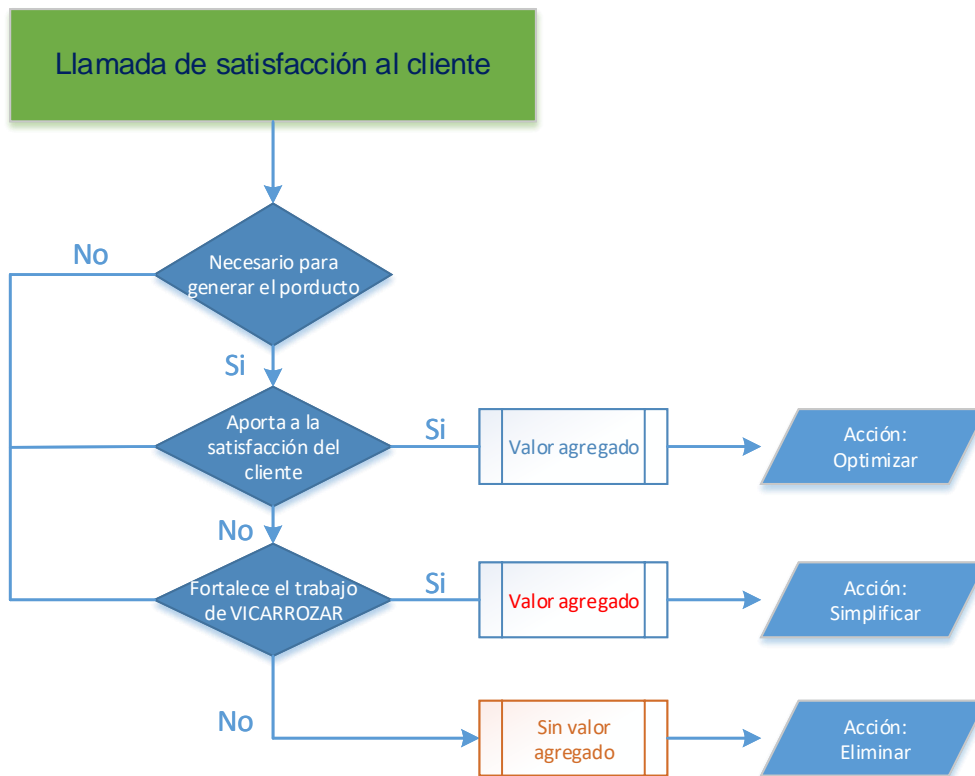 Llamada de satisfacción al cliente
No
Necesario para
generar el porducto
Si
Aporta a la
satisfacción del
cliente
Si
Valor agregado
Acción:
Optimizar
No
Fortalece el trabajo
de VICARROZAR
Si
Valor agregado
Acción:
Simplificar
No
Sin valor
agregado
Acción:
Eliminar